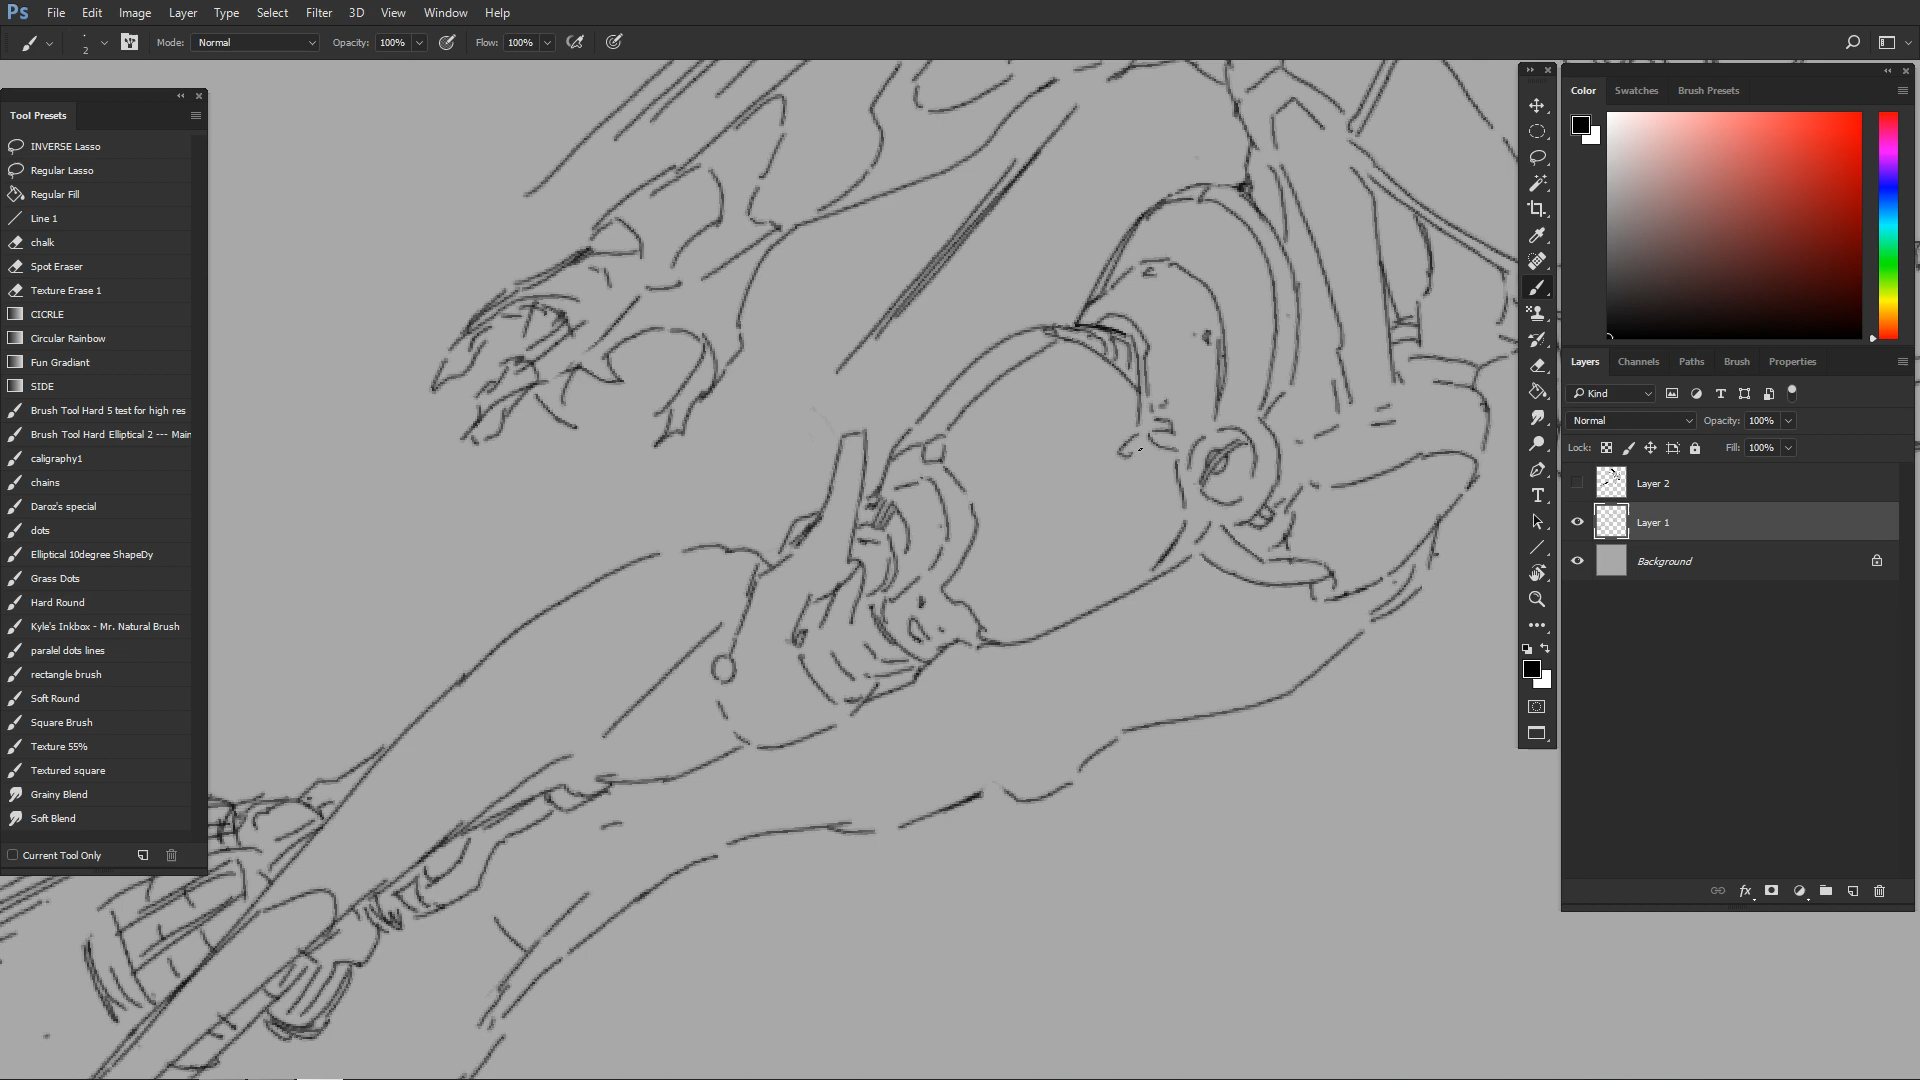 Ps File Edit Image Layer Type Select Filter 3D View Window Help
2 Mode: Normal Opacity: 100% Flow: 100%
Tool Presets
INVERSE Lasso
Regular Lasso
Regular Fill
Line 1
chalk
Spot Eraser
Texture Erase 1
CICRLE
Circular Rainbow
Fun Gradient
SIDE
Brush Tool Hard 5 test for high res
Brush Tool Hard Elliptical 2 --- Main
caligraphy1
chains
Daroz's special
dots
Elliptical 10degree ShapeDy
Grass Dots
Hard Round
Kyle's Inkbox - Mr. Natural Brush
paralel dots lines
rectangle brush
Soft Round
Square Brush
Texture 55%
Textured square
Grainy Blend
Soft Blend
Current Tool Only
Color Swatches Brush Presets
Layers Channels Paths Brush Properties
Kind
Normal Opacity: 100%
Lock: Fill: 100%
Layer 2
Layer 1
Background
fx